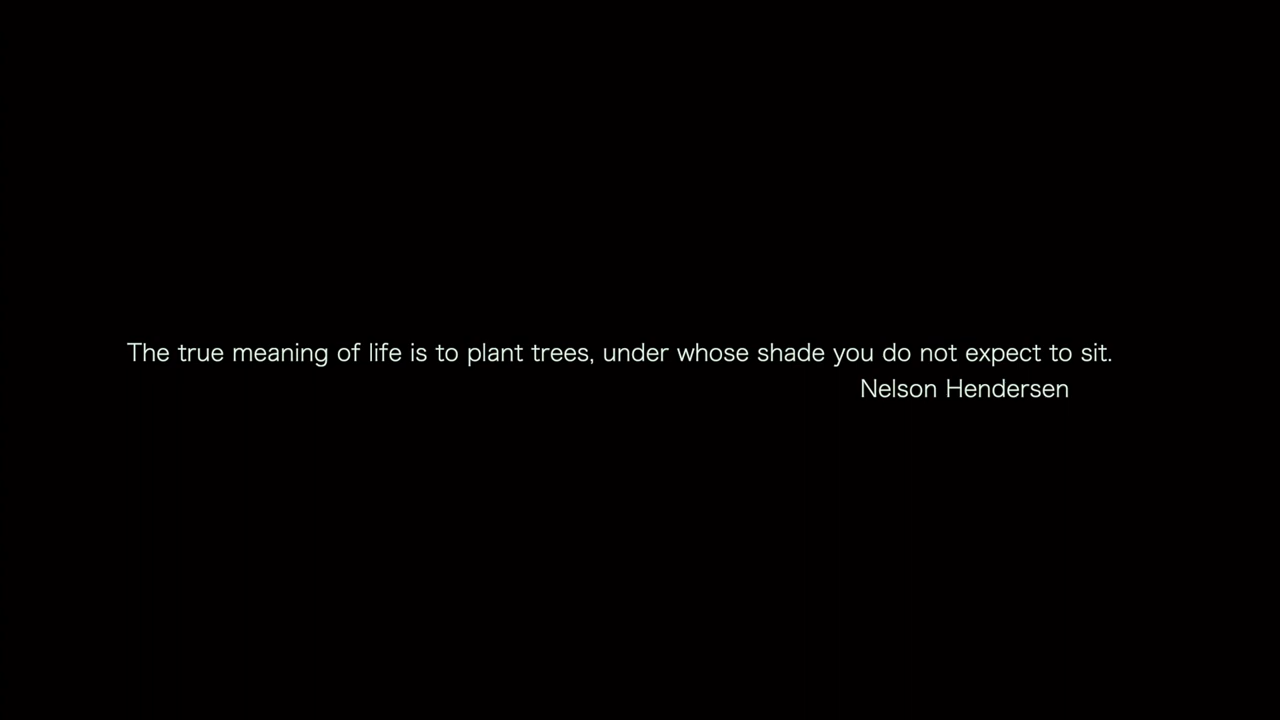 The true meaning of life is to plant trees, under whose shade you do not expect to sit.
Nelson Hendersen